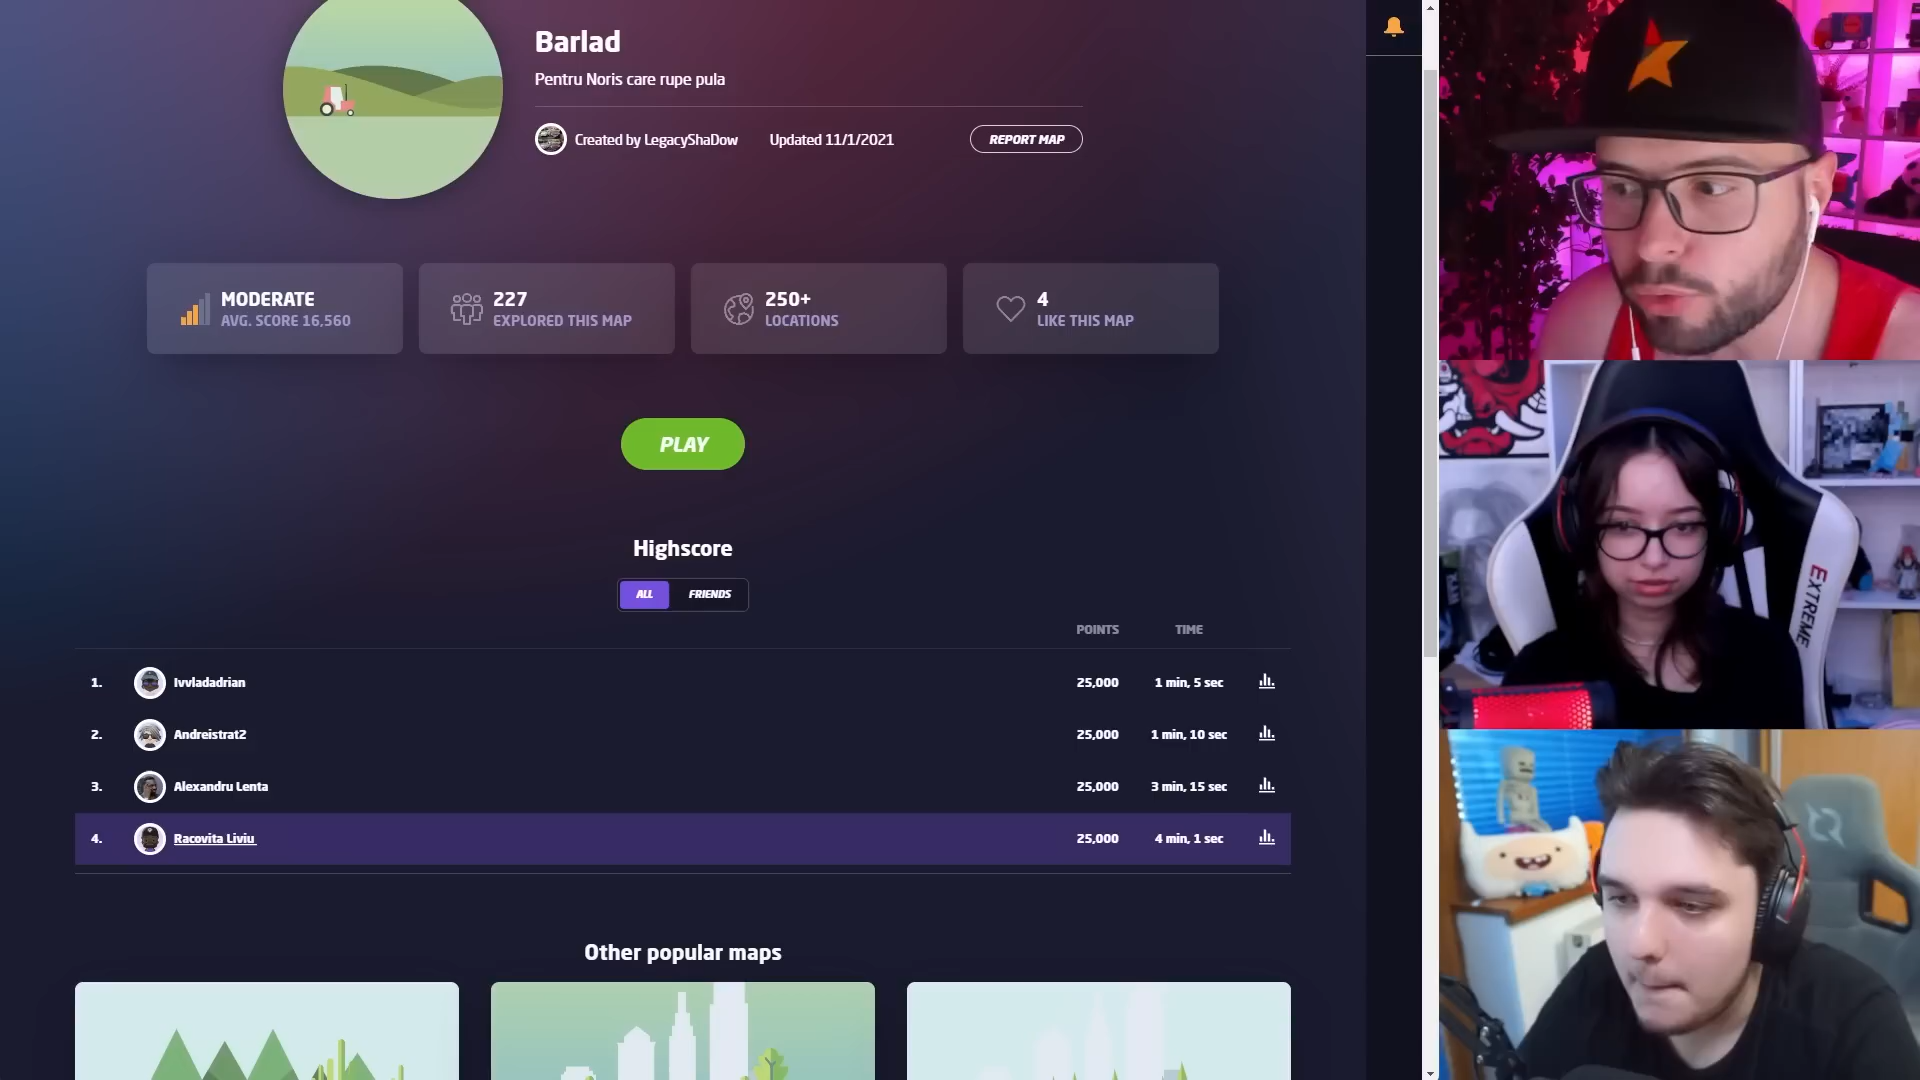 Barlad
Pentru Noris care rupe pula
Created by LegacyShaDow
Updated 11/1/2021
REPORT MAP
MODERATE
AVG. SCORE 16,560
227
EXPLORED THIS MAP
250+
LOCATIONS
4
LIKE THIS MAP
PLAY
Highscore
ALL
FRIENDS
POINTS TIME
1. Ivvladadrian 25,000 1 min, 5 sec
2. Andreistrat2 25,000 1 min, 10 sec
3. Alexandru Lenta 25,000 3 min, 15 sec
4. Racovita Liviu 25,000 4 min, 1 sec
Other popular maps
EXTREME